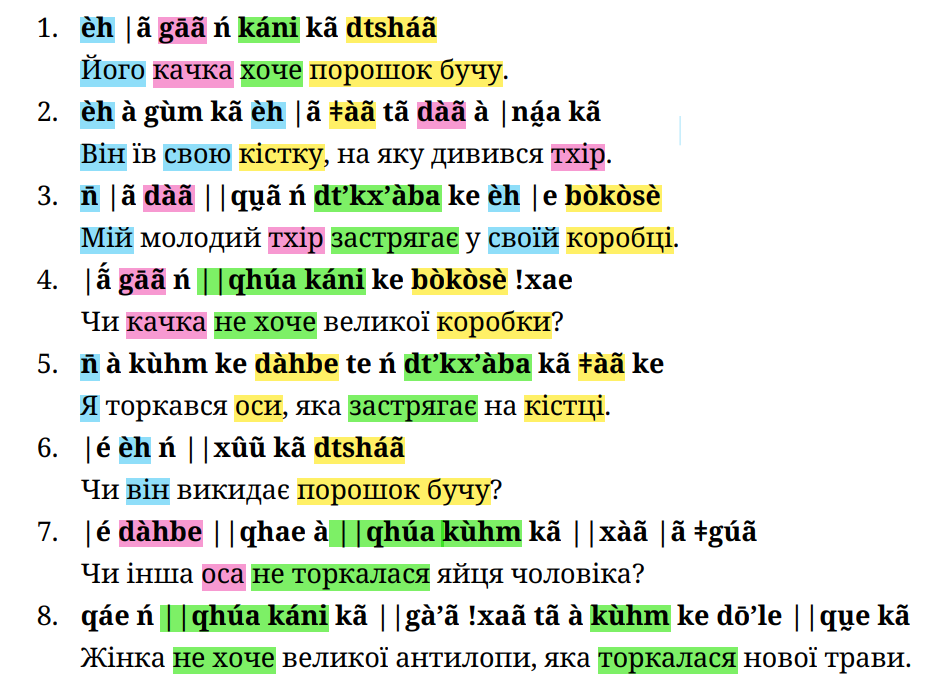 1. èh |ã gāã ń káni kã dtsháã
Його качка хоче порошок бучу.
2. èh à gùm kã èh |ã ǂàã tã dàã à |ná̰a kã
Він їв свою кістку, на яку дивився тхір.
3. n̄ |ã dàã ||qṵã ń dt’kx’àba ke èh |e bòkòsè
Мій молодий тхір застрягає у своїй коробці.
4. |ã́ gāã ń ||qhúa káni ke bòkòsè !xae
Чи качка не хоче великої коробки?
5. n̄ à kùhm ke dàhbe te ń dt’kx’àba kã ǂàã ke
Я торкався оси, яка застрягає на кістці.
6. |é èh ń ||xûũ kã dtsháã
Чи він викидає порошок бучу?
7. |é dàhbe ||qhae à ||qhúa kùhm kã ||xàã |ã ǂgúã
Чи інша оса не торкалася яйця чоловіка?
8. qáe ń ||qhúa káni kã ||gà’ã !xaã tã à kùhm ke dō’le ||qṵe kã
Жінка не хоче великої антилопи, яка торкалася нової трави.